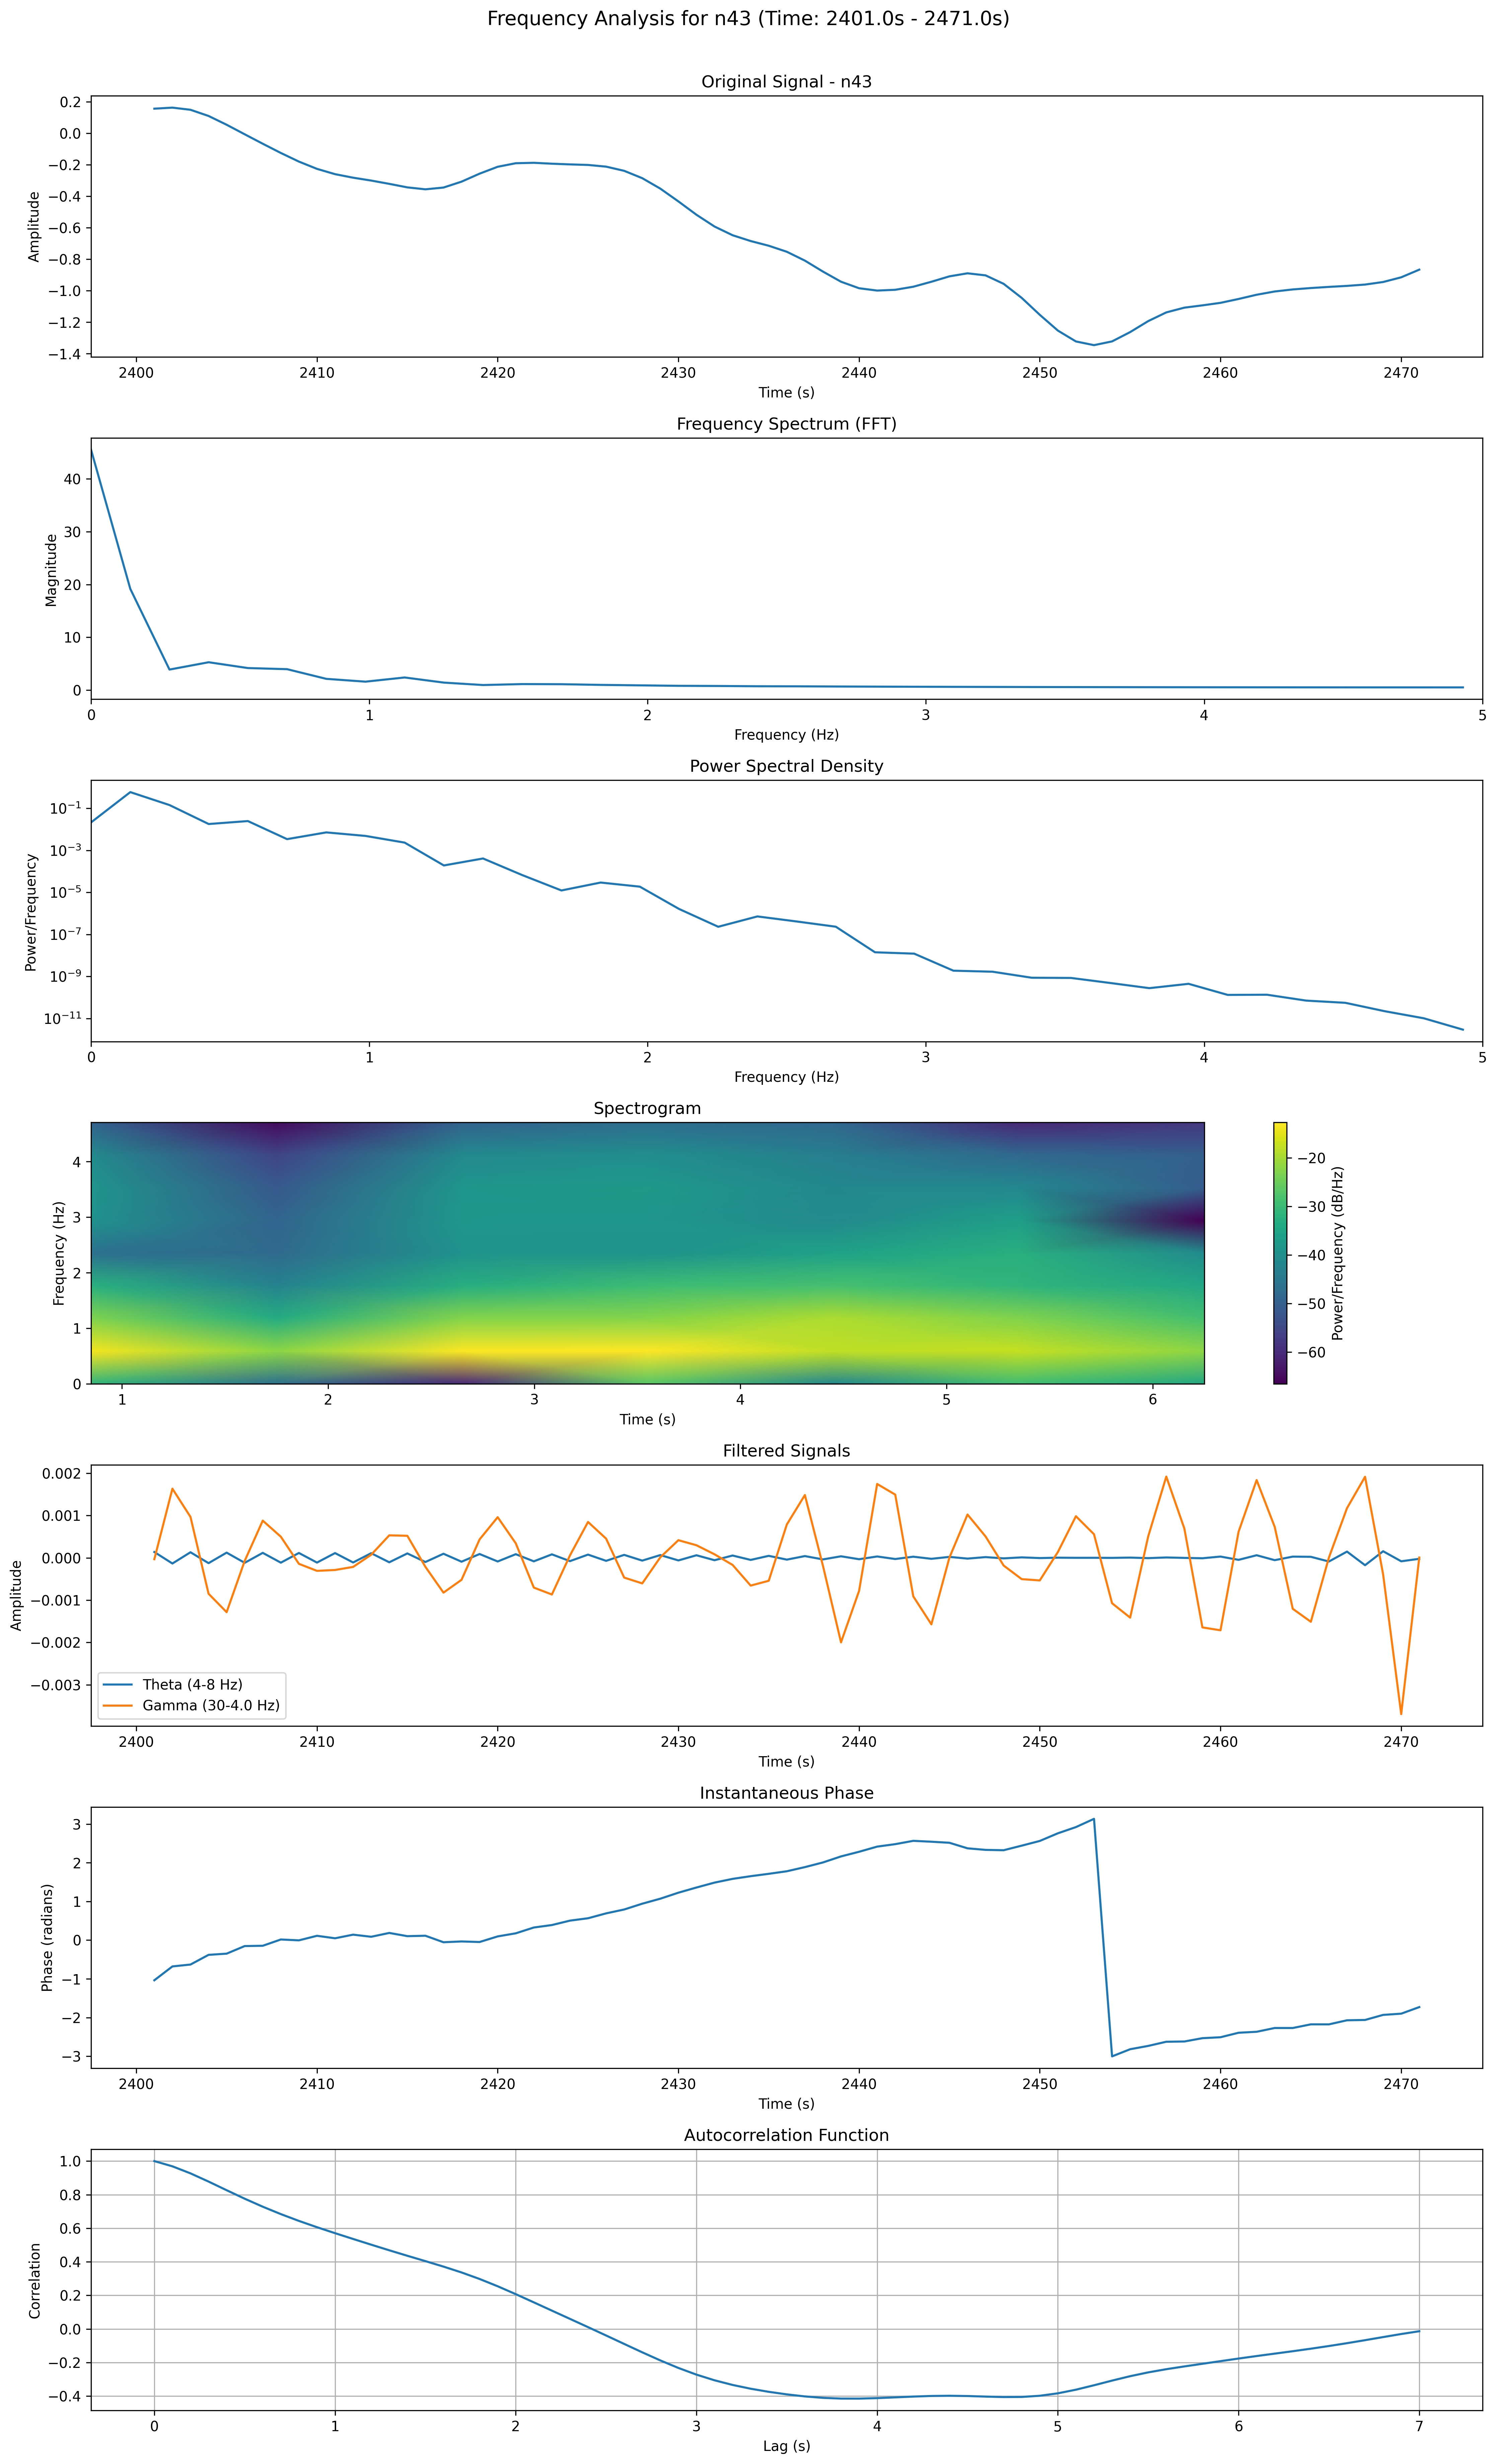 Frequency Analysis for n43 (Time: 2401.0s - 2471.0s)
Original Signal - n43
Amplitude
0.2
0.0
−0.2
−0.4
−0.6
−0.8
−1.0
−1.2
−1.4
2400 2410 2420 2430 2440 2450 2460 2470
Time (s)
Frequency Spectrum (FFT)
Magnitude
40
30
20
10
0
0 1 2 3 4 5
Frequency (Hz)
Power Spectral Density
Power/Frequency
10⁻¹
10⁻³
10⁻⁵
10⁻⁷
10⁻⁹
10⁻¹¹
0 1 2 3 4 5
Frequency (Hz)
Spectrogram
Frequency (Hz)
4
3
2
1
0
1 2 3 4 5 6
Time (s)
−20
−30
−40
−50
−60
Power/Frequency (dB/Hz)
Filtered Signals
Amplitude
0.002
0.001
0.000
−0.001
−0.002
−0.003
Theta (4-8 Hz)
Gamma (30-4.0 Hz)
2400 2410 2420 2430 2440 2450 2460 2470
Time (s)
Instantaneous Phase
Phase (radians)
3
2
1
0
−1
−2
−3
2400 2410 2420 2430 2440 2450 2460 2470
Time (s)
Autocorrelation Function
Correlation
1.0
0.8
0.6
0.4
0.2
0.0
−0.2
−0.4
0 1 2 3 4 5 6 7
Lag (s)